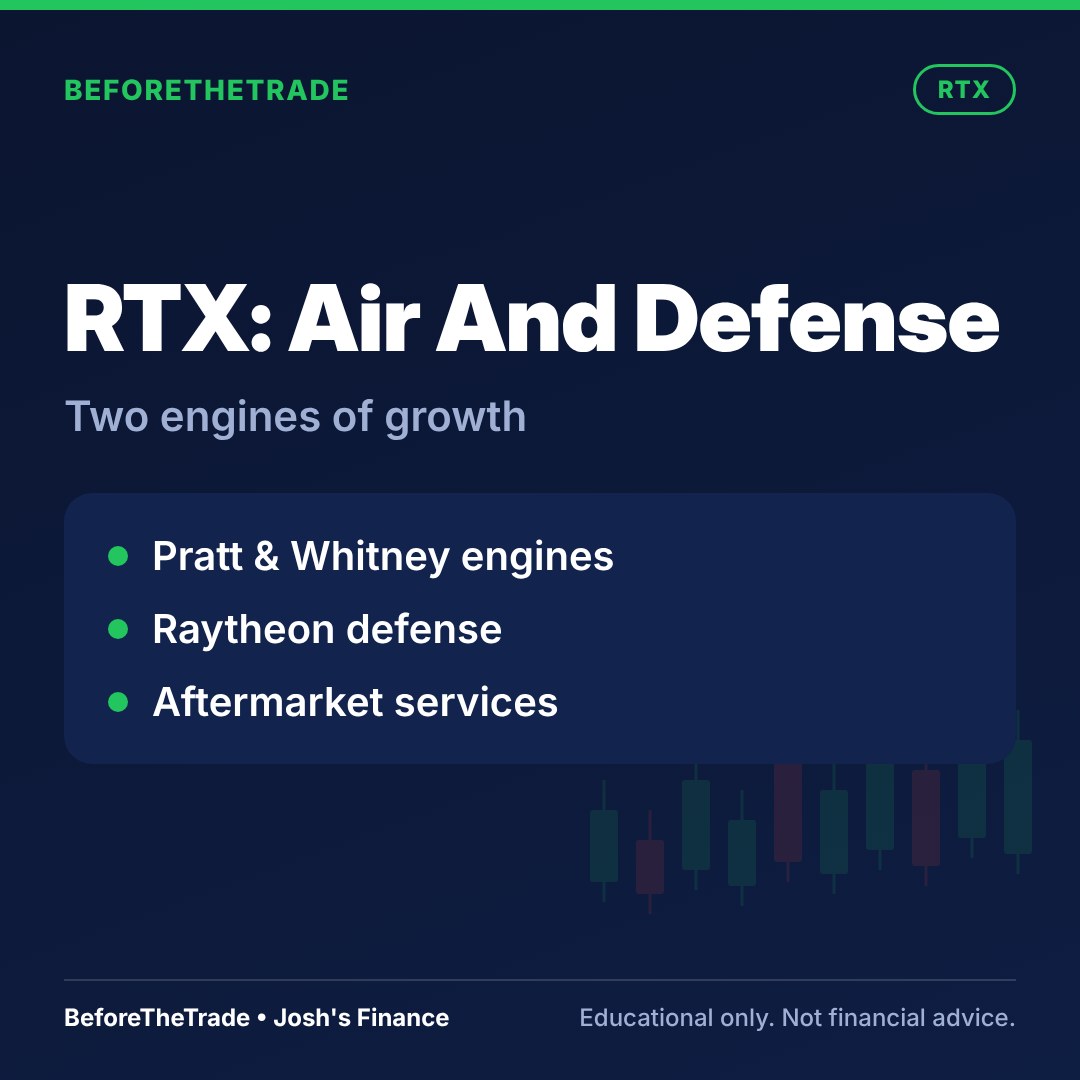 BEFORETHETRADE
RTX
RTX: Air And Defense
Two engines of growth
Pratt & Whitney engines
Raytheon defense
Aftermarket services
BeforeTheTrade • Josh's Finance
Educational only. Not financial advice.